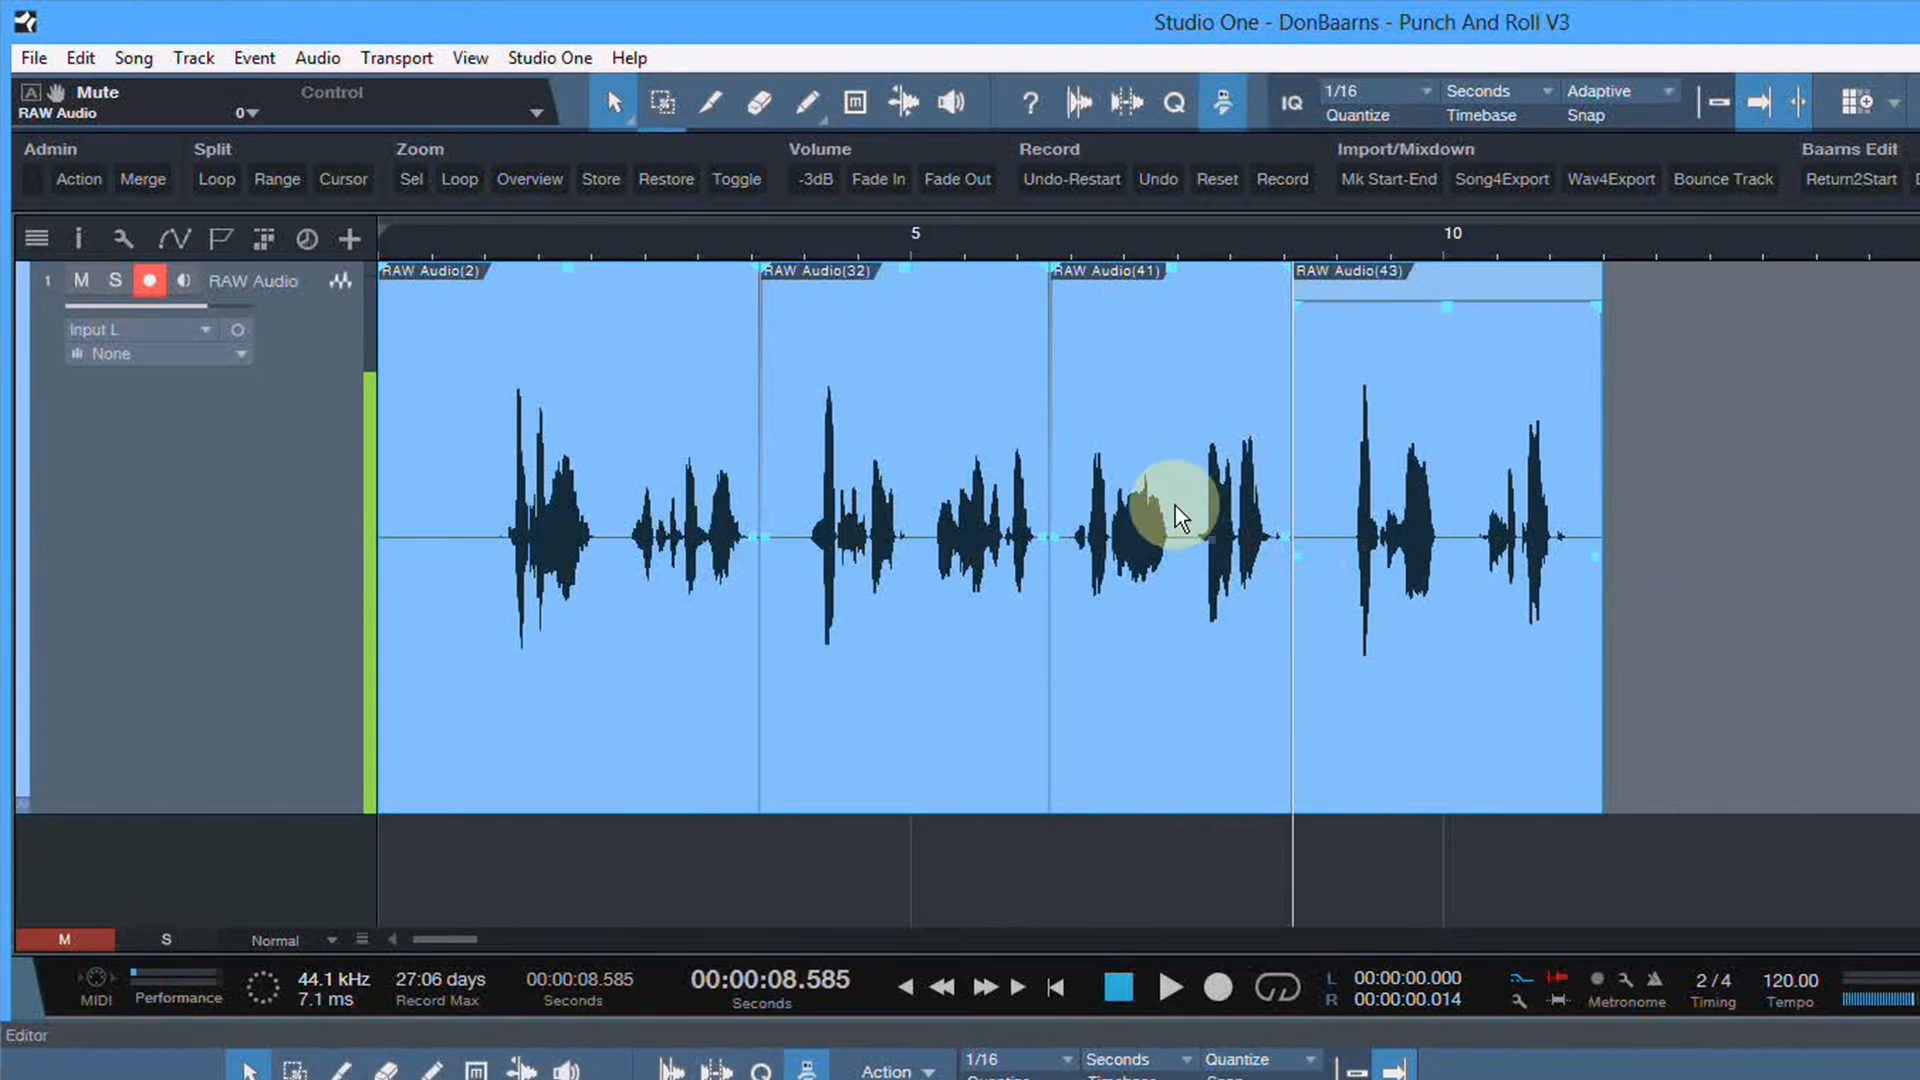 Studio One - DonBaarns - Punch And Roll V3
File Edit Song Track Event Audio Transport View Studio One Help
A Mute Control
RAW Audio 0
? Q IQ
1/16 Seconds Adaptive
Quantize Timebase Snap
Admin Split Zoom Volume Record Import/Mixdown Baarns Edit
Action Merge Loop Range Cursor Sel Loop Overview Store Restore Toggle -3dB Fade In Fade Out Undo-Restart Undo Reset Record Mk Start-End Song4Export Wav4Export Bounce Track Return2Start
i 5 10
1 M S RAW Audio
RAW Audio(2) RAW Audio(32) RAW Audio(41) RAW Audio(43)
Input L
None
M S Normal
44.1 kHz 27:06 days 00:00:08.585 00:00:08.585 L 00:00:00.000 2 / 4 120.00
MIDI Performance 7.1 ms Record Max Seconds Seconds R 00:00:00.014 Metronome Timing Tempo
Editor
Q Action 1/16 Seconds Quantize